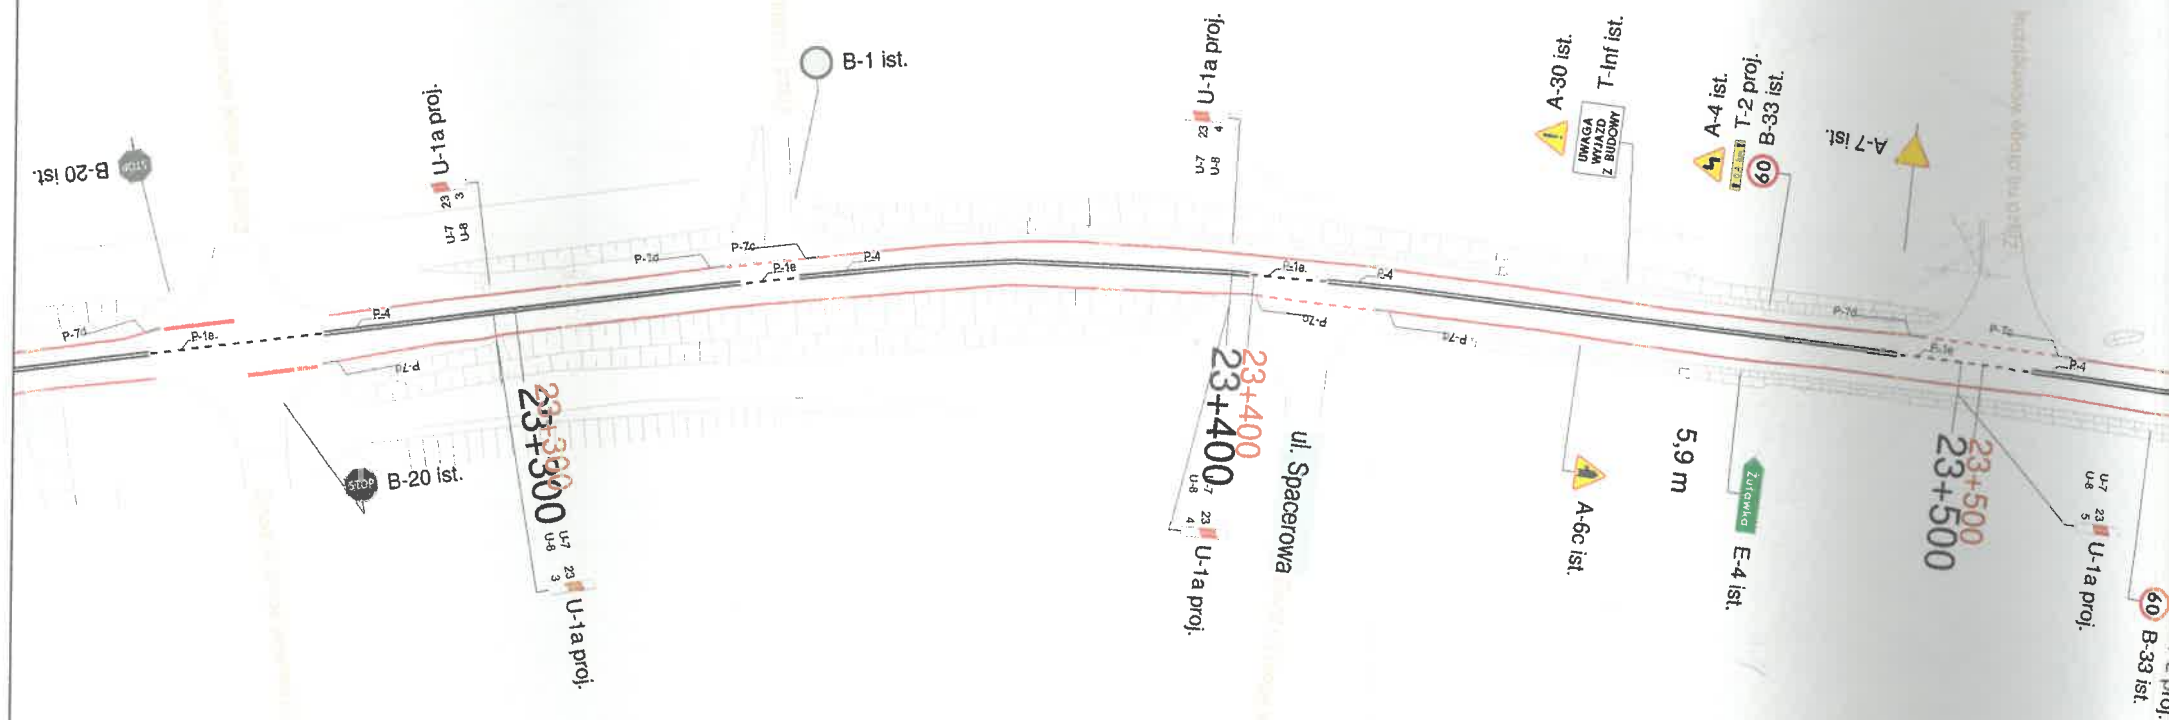 B-20 ist.
STOP
U-1a proj.
23
3
U-7
U-8
B-1 ist.
U-1a proj.
23
4
U-7
U-8
A-30 ist.
T-Inf ist.
UWAGA
WYJAZD
Z BUDOWY
A-4 ist.
T-2 proj.
B-33 ist.
60
A-7 ist.
P-7d
P-1e
P-4
P-7d
P-7d
P-7c
P-1e
P-4
P-1e
P-4
P-7c
P-7d
P-7d
P-7c
P-1e
P-4
STOP
B-20 ist.
23+300
23+300
U-7
U-8
23
3
U-1a proj.
23+400
23+400
U-7
U-8
23
4
U-1a proj.
ul. Spacerowa
A-6c ist.
5,9 m
Żuławka
E-4 ist.
23+500
23+500
U-7
U-8
23
5
U-1a proj.
60
B-33 ist.
proj.